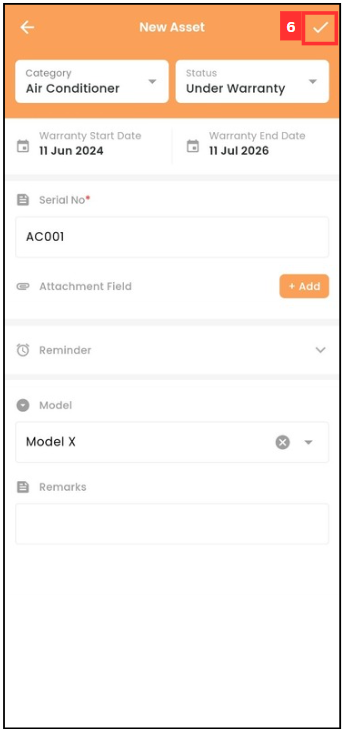 New Asset
6
Category
Air Conditioner
Status
Under Warranty
Warranty Start Date
11 Jun 2024
Warranty End Date
11 Jul 2026
Serial No*
AC001
Attachment Field
+ Add
Reminder
Model
Model X
Remarks